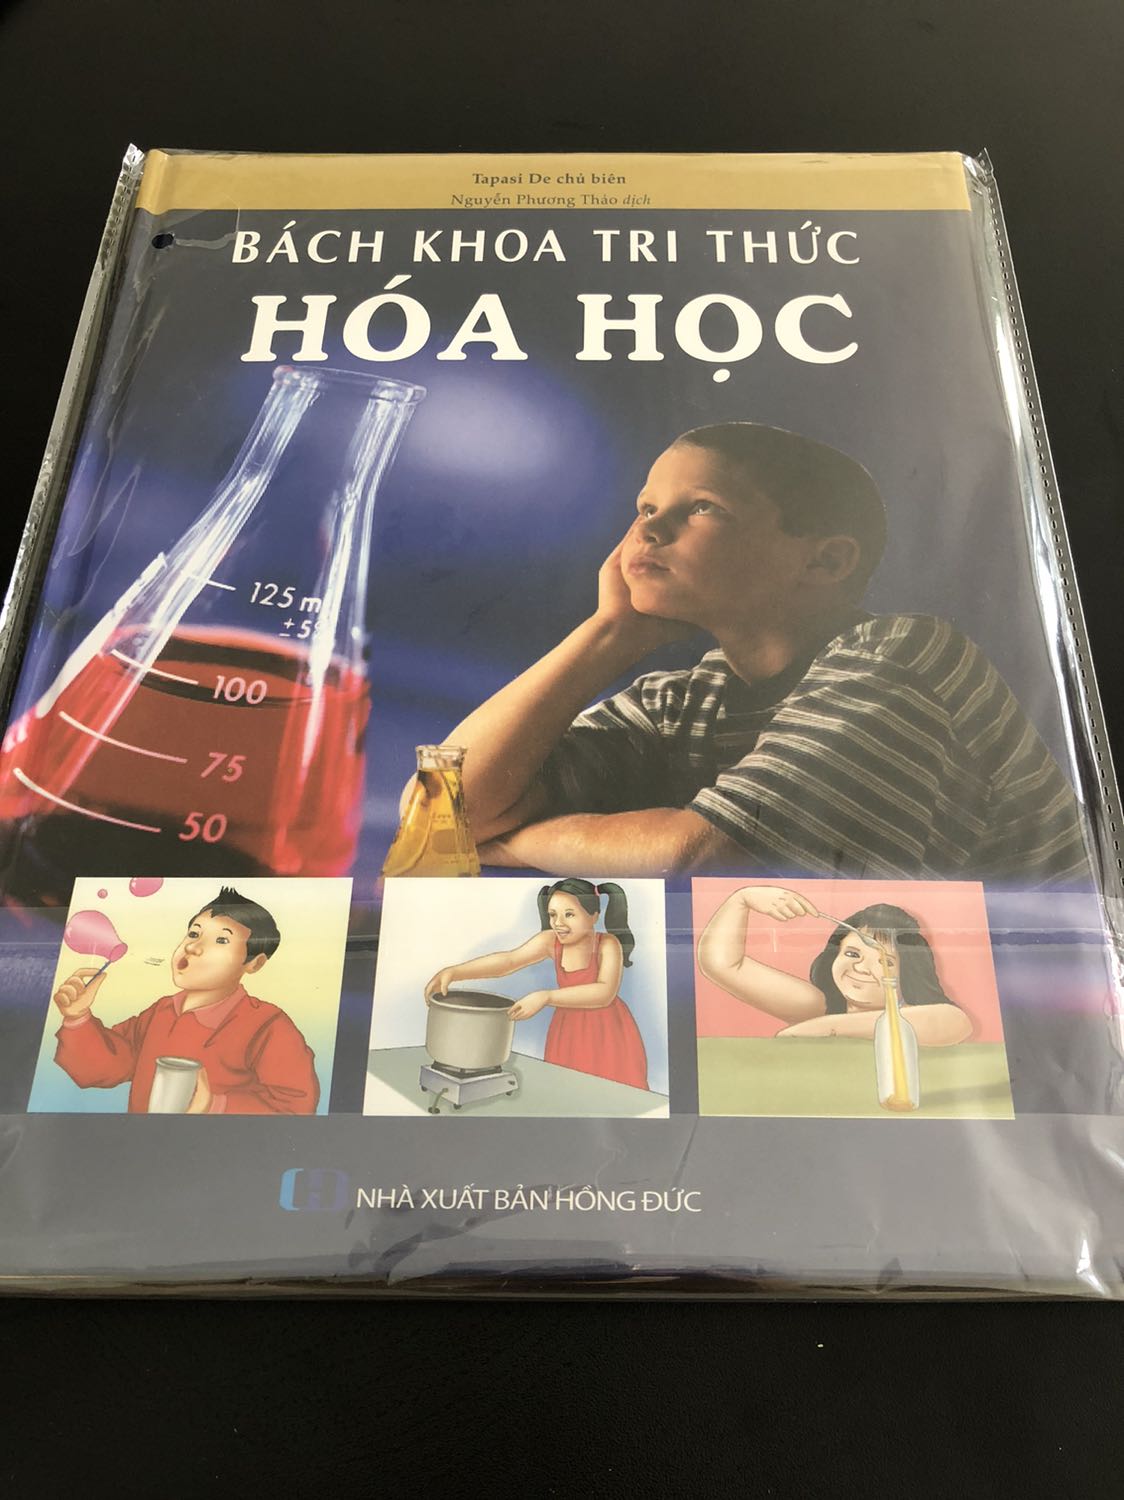 Tapasi De chủ biên
Nguyễn Phương Thảo dịch
BÁCH KHOA TRI THỨC
HÓA HỌC
125 m
±5%
100
75
50
NHÀ XUẤT BẢN HỒNG ĐỨC